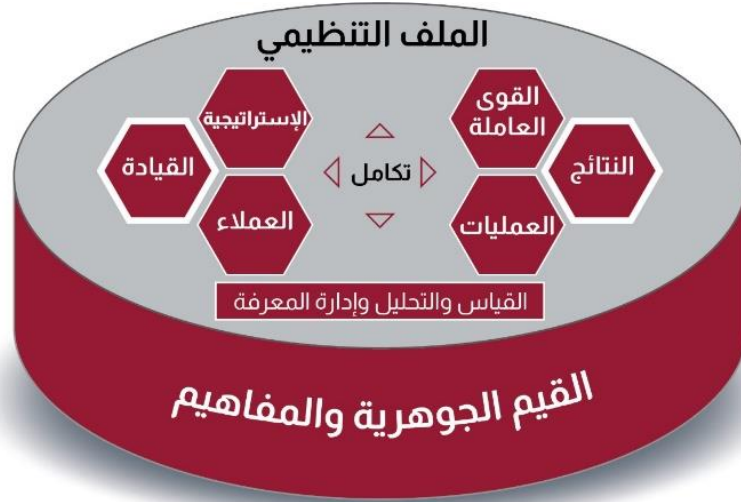 الملف التنظيمي
القوى
العاملة
الإستراتيجية
النتائج
تكامل
القيادة
العمليات
العملاء
القياس والتحليل وإدارة المعرفة
القيم الجوهرية والمفاهيم